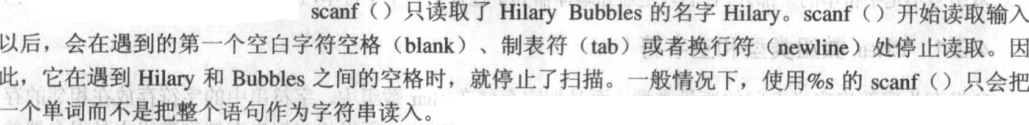 scanf（）只读取了 Hilary Bubbles 的名字 Hilary。scanf（）开始读取输入
以后，会在遇到的第一个空白字符空格（blank）、制表符（tab）或者换行符（newline）处停止读取。因
此，它在遇到 Hilary 和 Bubbles 之间的空格时，就停止了扫描。一般情况下，使用%s 的 scanf（）只会把
一个单词而不是把整个语句作为字符串读入。